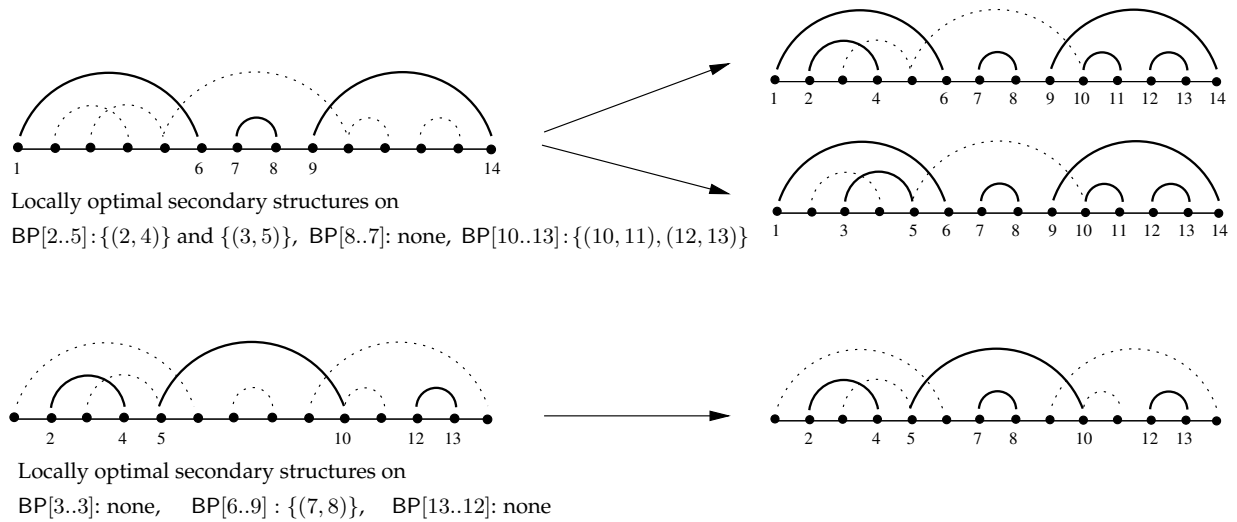 1 2 4 6 7 8 9 10 11 12 13 14
1 6 7 8 9 14
1 3 5 6 7 8 9 10 11 12 13 14
Locally optimal secondary structures on
BP[2..5]:{(2, 4)} and {(3, 5)}, BP[8..7]: none, BP[10..13]:{(10, 11), (12, 13)}
2 4 5 10 12 13
2 4 5 6 7 8 10 12 13
Locally optimal secondary structures on
BP[3..3]: none, BP[6..9] : {(7, 8)}, BP[13..12]: none